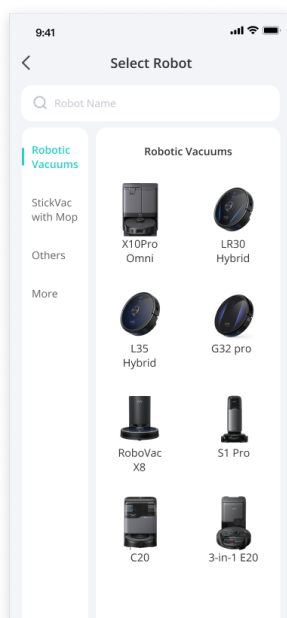 9:41
Select Robot
Robot Name
Robotic
Vacuums
StickVac
with Mop
Others
More
Robotic Vacuums
X10Pro
Omni
LR30
Hybrid
L35
Hybrid
G32 pro
RoboVac
X8
S1 Pro
C20
3-in-1 E20